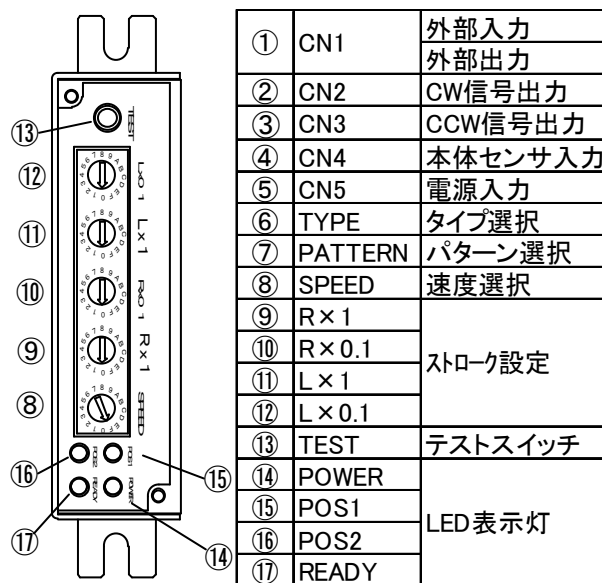 ⑬
⑫
⑪
⑩
⑨
⑧
⑯
⑰
⑮
⑭
TEST
L×0.1
L×1
R×0.1
R×1
SPEED
POS2
POS1
READY
POWER
① CN1 外部入力
外部出力
② CN2 CW信号出力
③ CN3 CCW信号出力
④ CN4 本体センサ入力
⑤ CN5 電源入力
⑥ TYPE タイプ選択
⑦ PATTERN パターン選択
⑧ SPEED 速度選択
⑨ R×1 ストローク設定
⑩ R×0.1
⑪ L×1
⑫ L×0.1
⑬ TEST テストスイッチ
⑭ POWER LED表示灯
⑮ POS1
⑯ POS2
⑰ READY